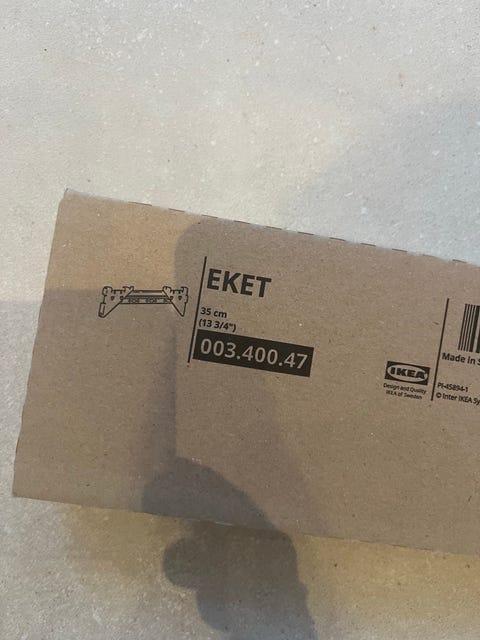 EKET
35 cm
(13 3/4")
003.400.47
IKEA
Design and Quality
IKEA of Sweden
Made in
PI-45894-1
© Inter IKEA